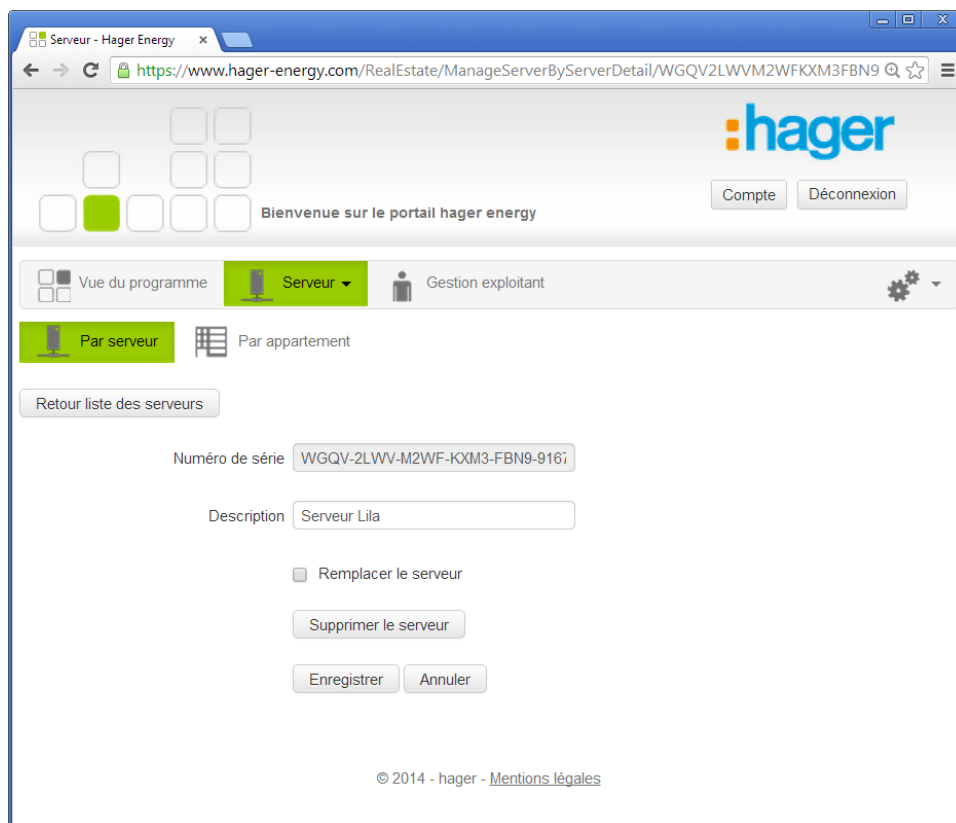 Serveur - Hager Energy
https://www.hager-energy.com/RealEstate/ManageServerByServerDetail/WGQV2LWVM2WFKXM3FBN9
:hager
Compte Déconnexion
Bienvenue sur le portail hager energy
Vue du programme Serveur Gestion exploitant
Par serveur Par appartement
Retour liste des serveurs
Numéro de série WGQV-2LWV-M2WF-KXM3-FBN9-9167
Description Serveur Lila
Remplacer le serveur
Supprimer le serveur
Enregistrer Annuler
© 2014 - hager - Mentions légales